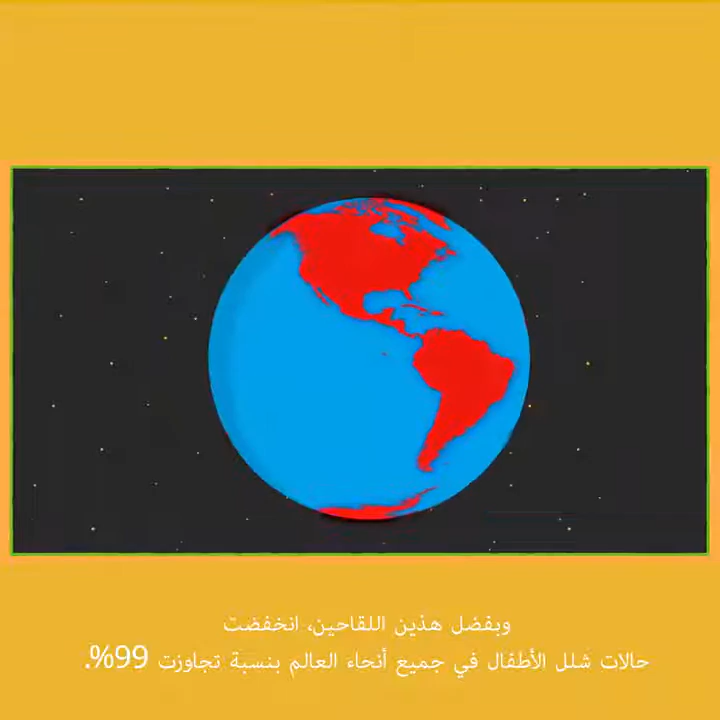 وبفضل هذين اللقاحين، انخفضت
حالات شلل الأطفال في جميع أنحاء العالم بنسبة تجاوزت 99%.